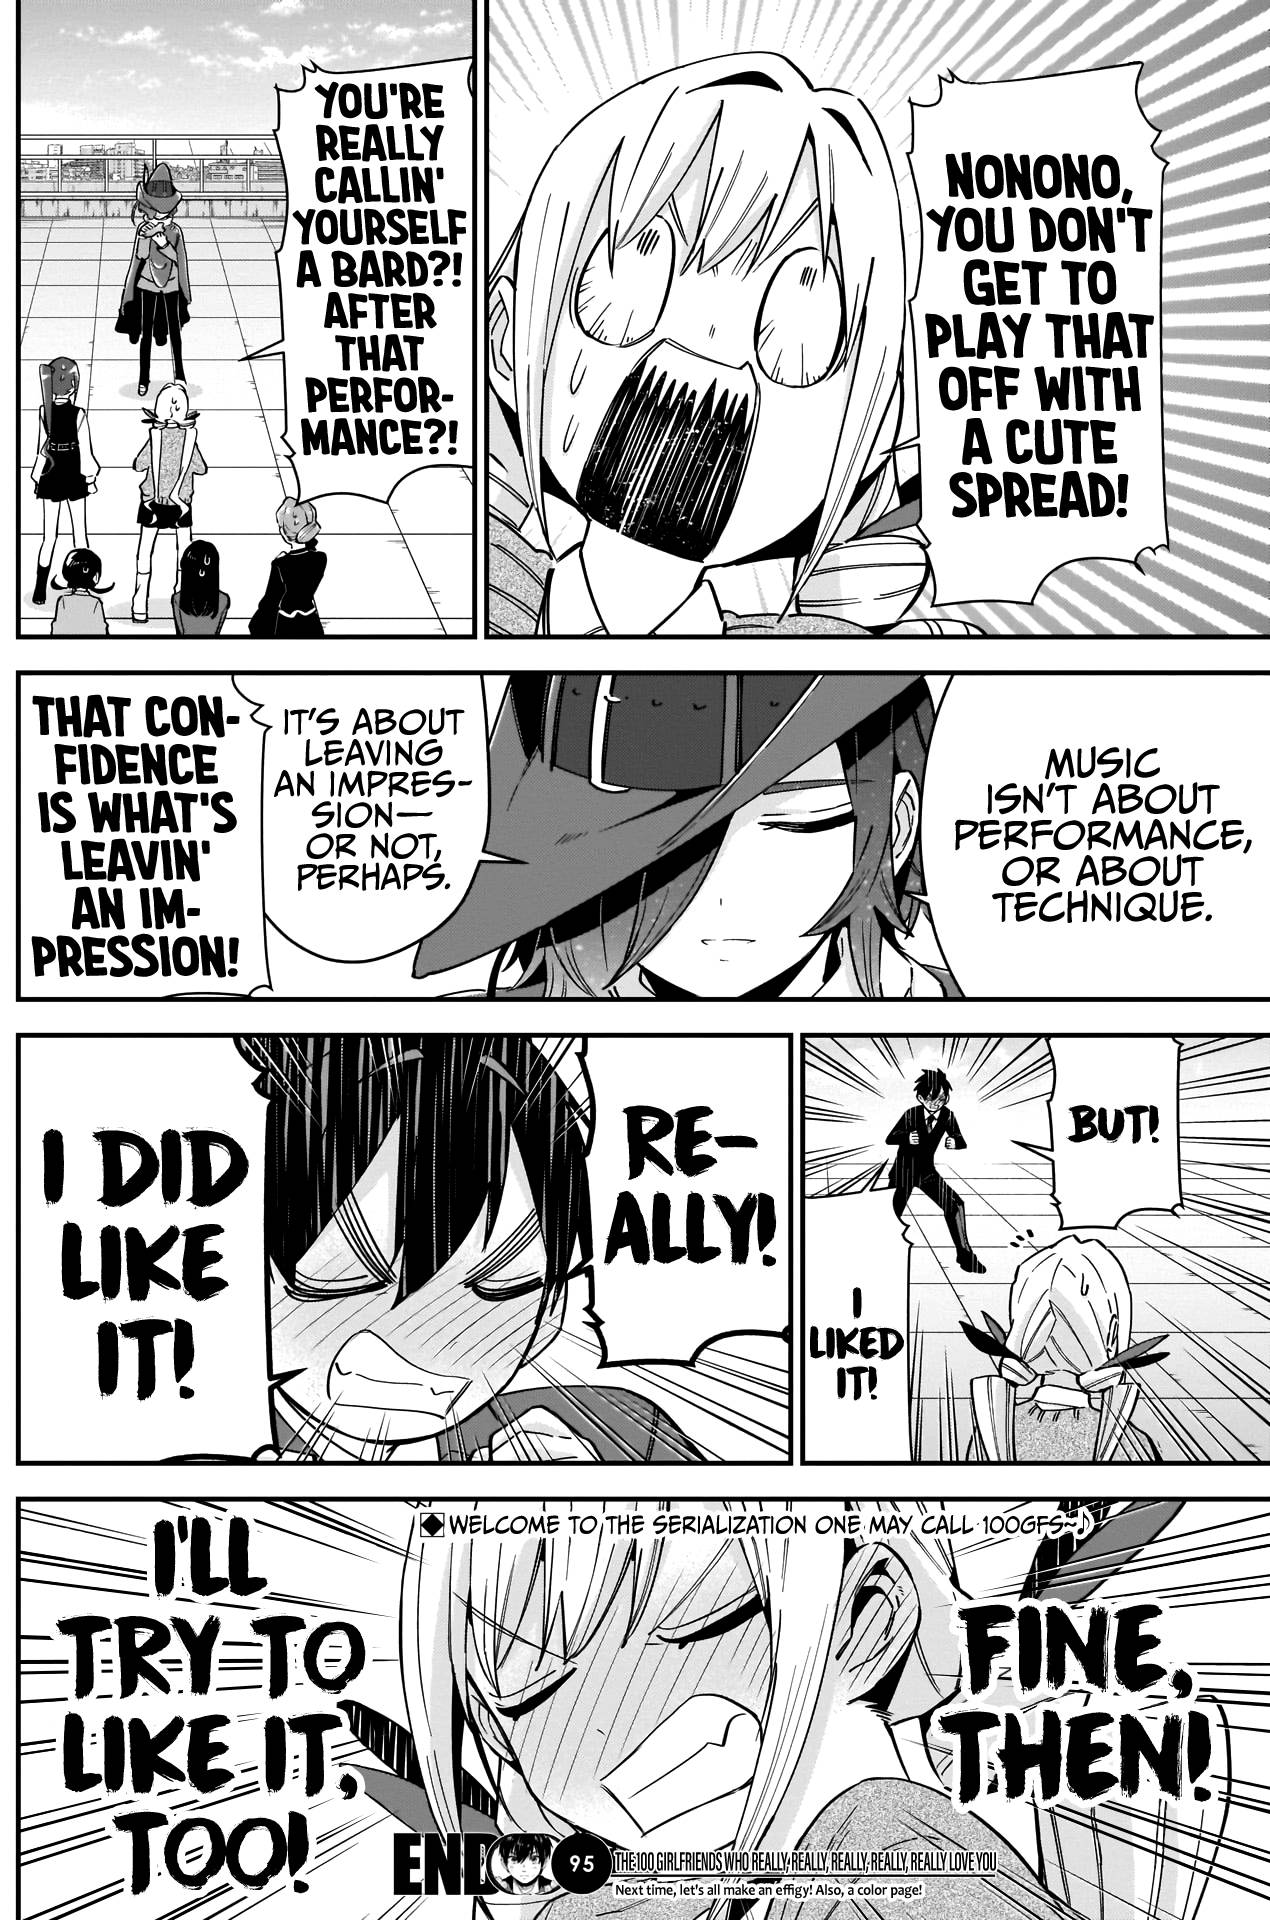 NONONO,
YOU DON'T
GET TO
PLAY THAT
OFF WITH
A CUTE
SPREAD!
YOU'RE
REALLY
CALLIN'
YOURSELF
A BARD?!
AFTER
THAT
PERFOR-
MANCE?!
MUSIC
ISN'T ABOUT
PERFORMANCE,
OR ABOUT
TECHNIQUE.
IT'S ABOUT
LEAVING
AN IMPRES-
SION—
OR NOT,
PERHAPS.
THAT CON-
FIDENCE
IS WHAT'S
LEAVIN'
AN IM-
PRESSION!
BUT!
I
LIKED
IT!
RE-
ALLY!
I DID
LIKE
IT!
WELCOME TO THE SERIALIZATION ONE MAY CALL 100GFS~♪
FINE,
THEN!
I'LL
TRY TO
LIKE IT,
TOO!
END 95 THE 100 GIRLFRIENDS WHO REALLY, REALLY, REALLY, REALLY, REALLY LOVE YOU
Next time, let's all make an effigy! Also, a color page!